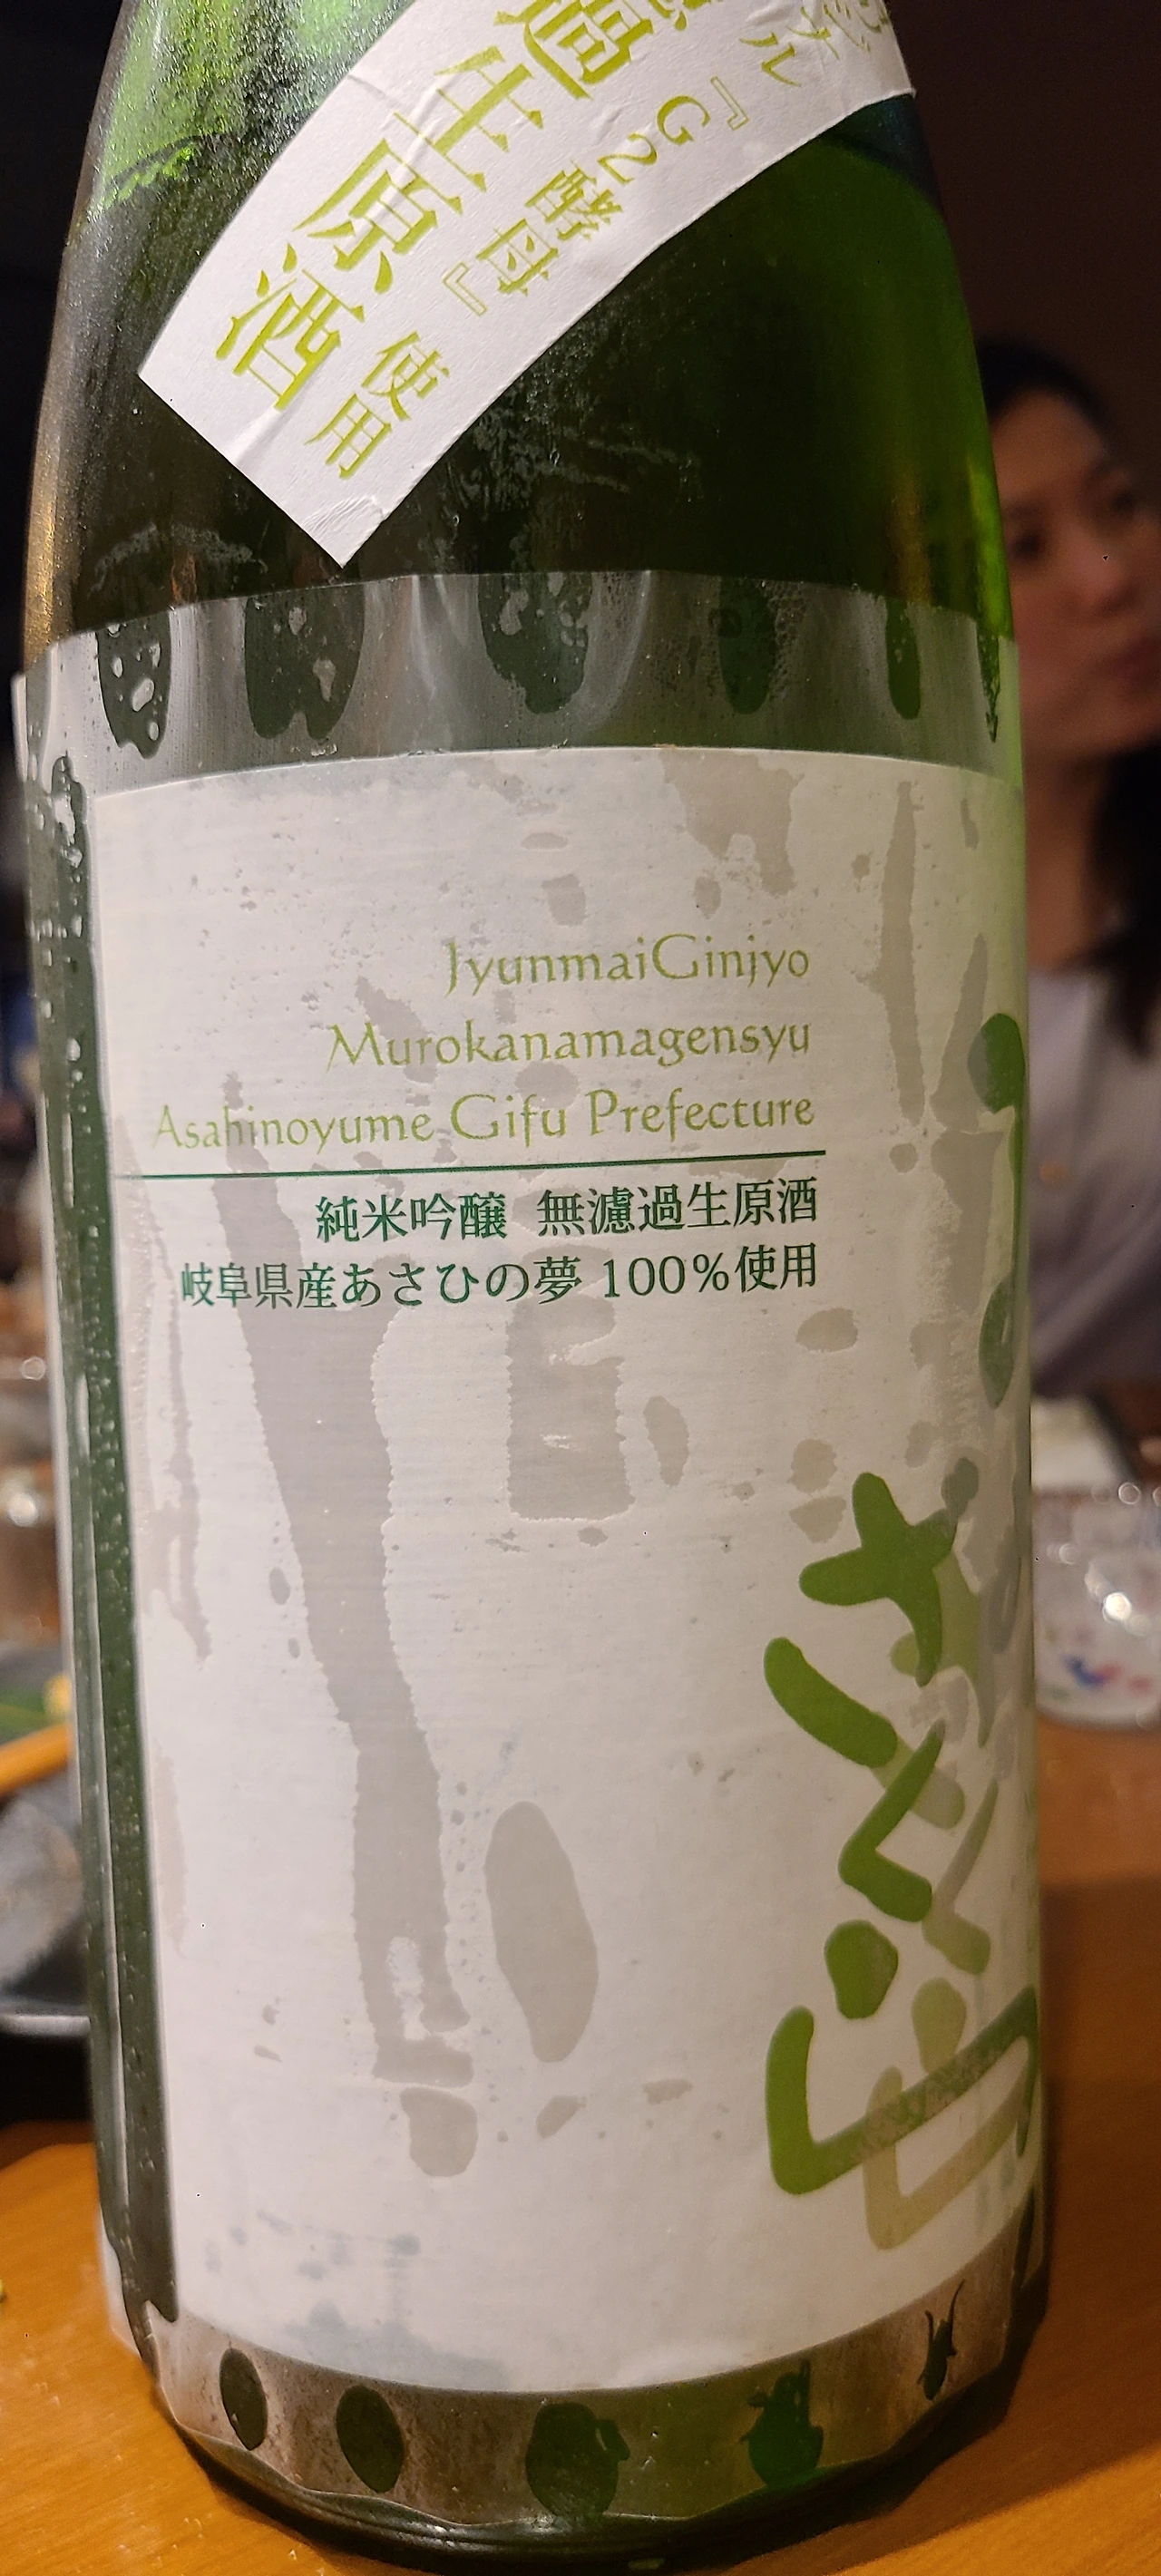 過生原酒
『G2酵母』使用
JyunmaiGinjyo
Murokanamagensyu
Asahinoyume Gifu Prefecture
純米吟醸 無濾過生原酒
岐阜県産あさひの夢 100%使用